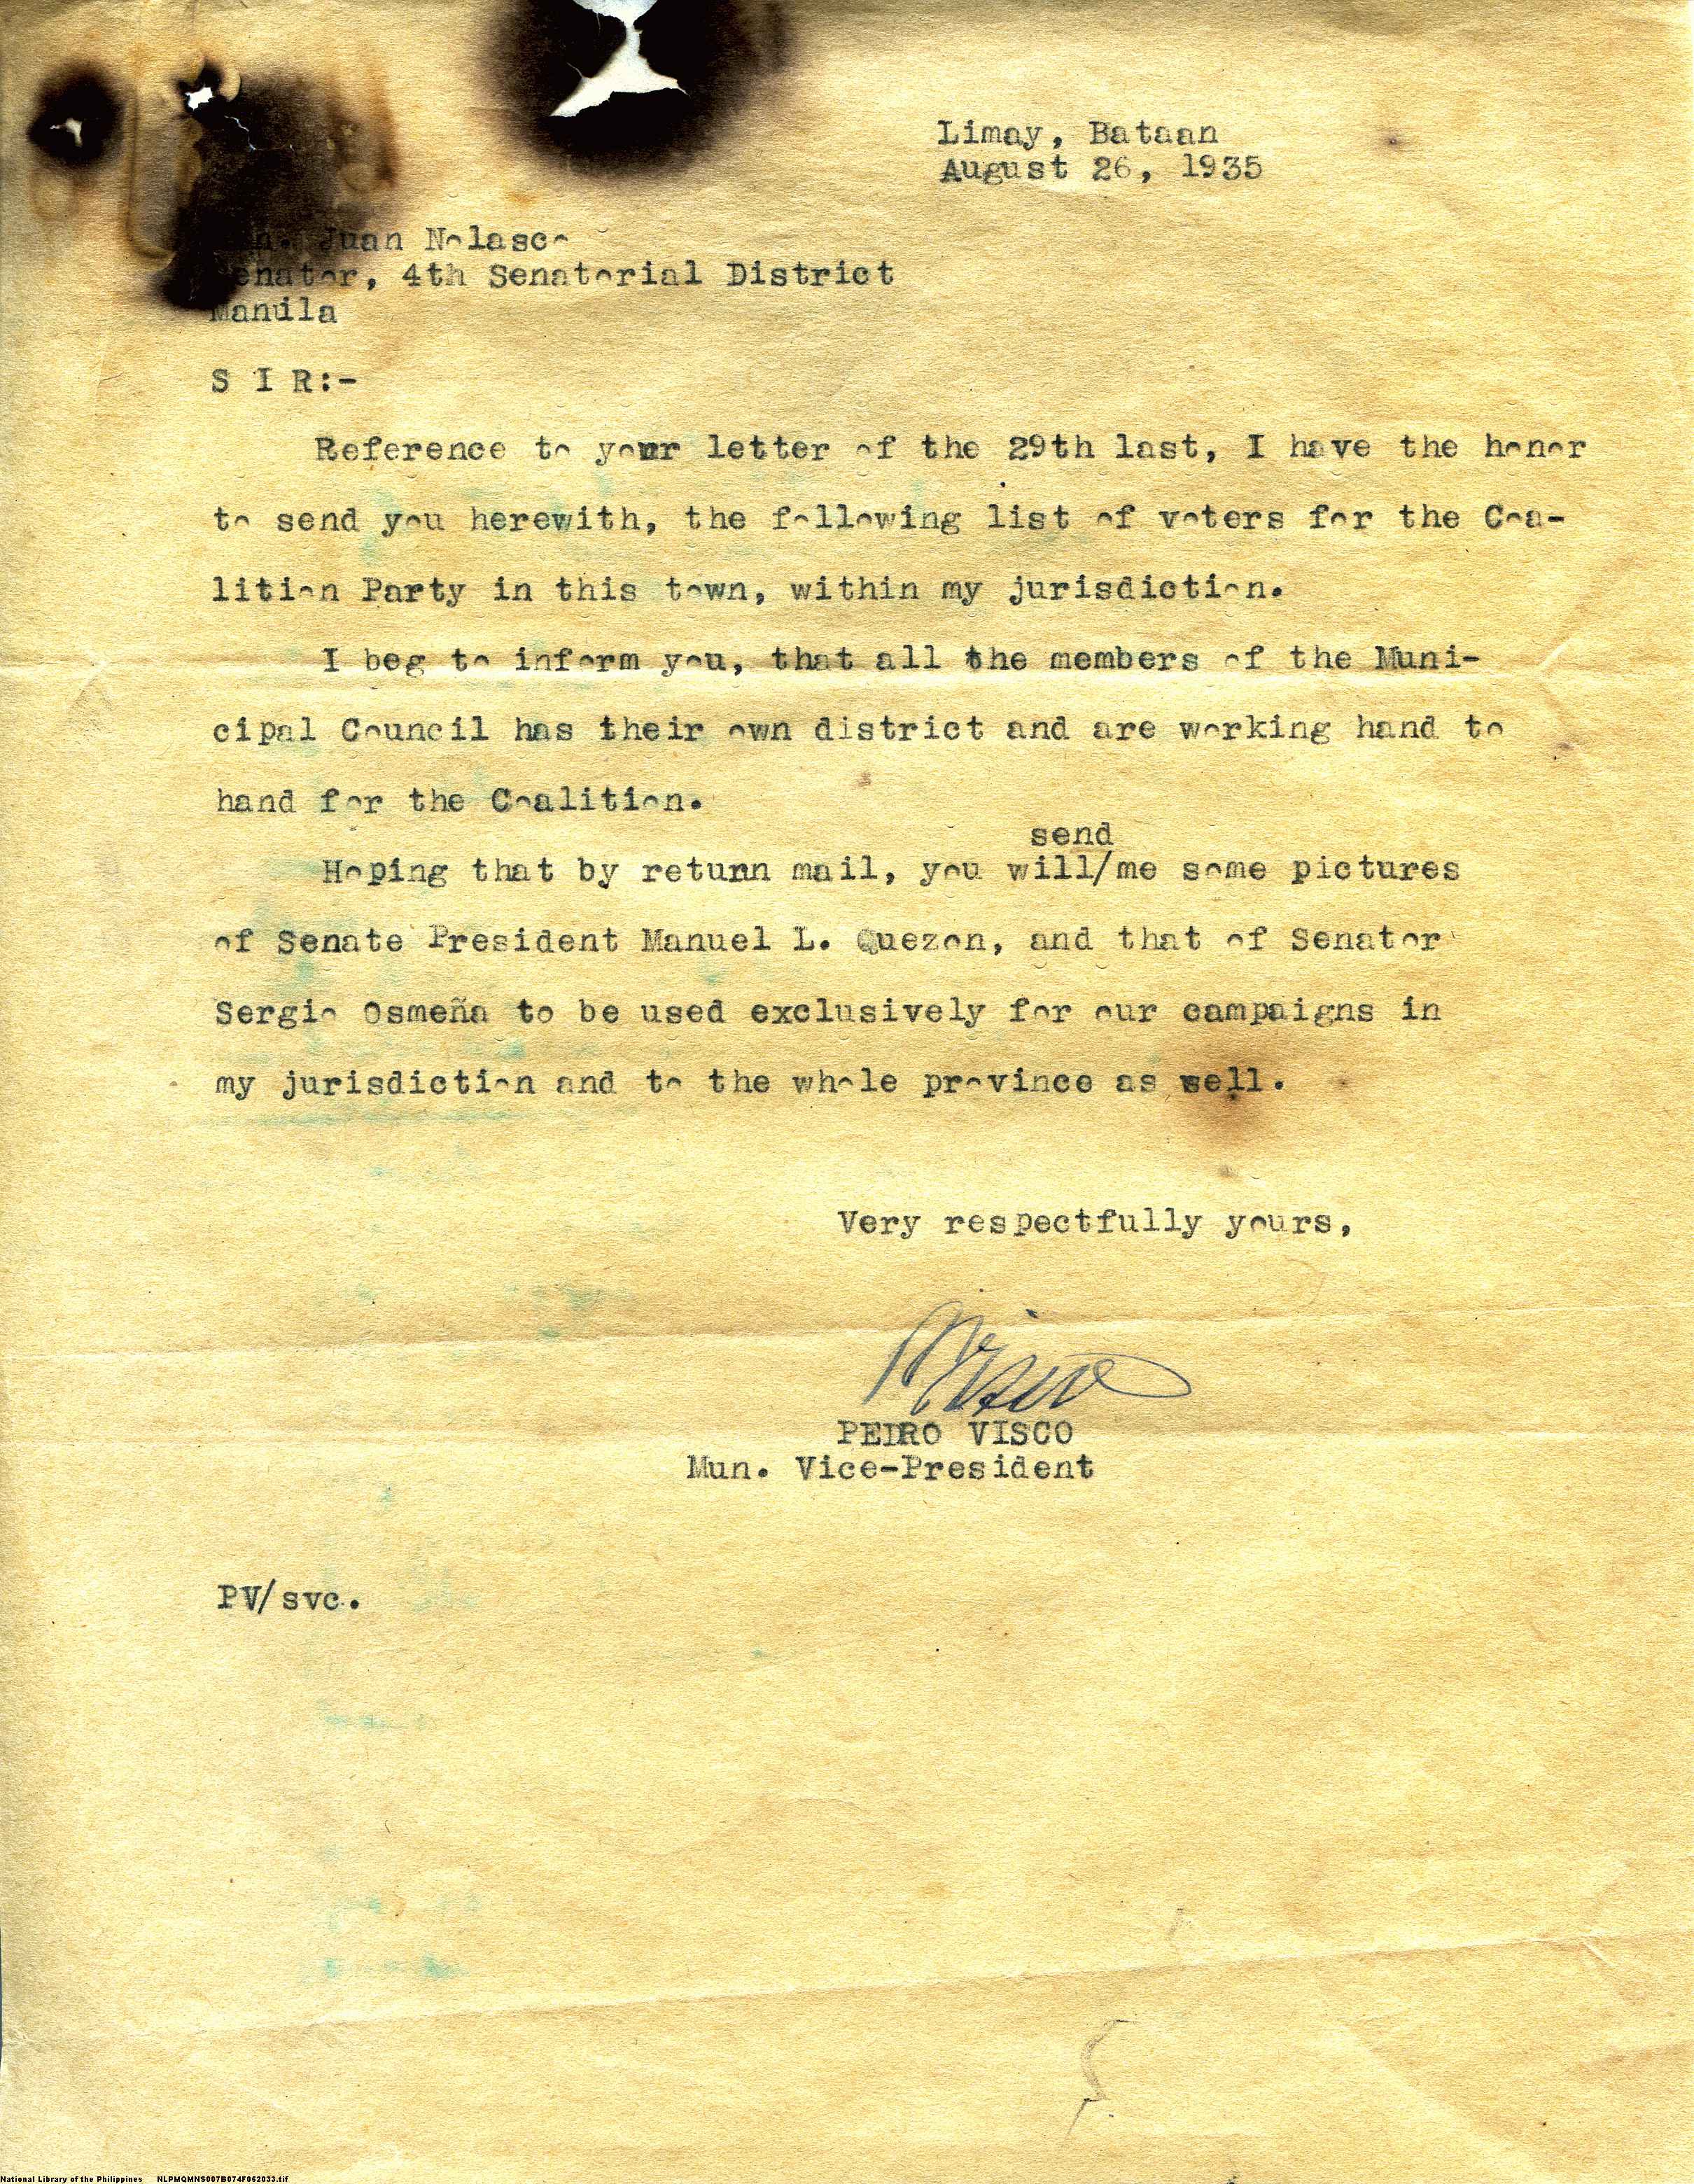 Limay, Bataan
August 26, 1935
Juan Nolasco
Senator, 4th Senatorial District
Manila
S I R:-
Reference to your letter of the 29th last, I have the honor
to send you herewith, the following list of voters for the Coa-
lition Party in this town, within my jurisdiction.
I beg to inform you, that all the members of the Muni-
cipal Council has their own district and are working hand to
hand for the Coalition.
send
Hoping that by return mail, you will/me some pictures
of Senate President Manuel L. Quezon, and that of Senator
Sergio Osmeña to be used exclusively for our campaigns in
my jurisdiction and to the whole province as well.
Very respectfully yours,
PVisco
PEDRO VISCO
Mun. Vice-President
PV/svc.
National Library of the Philippines NLPMQMNS007B074F052033.tif